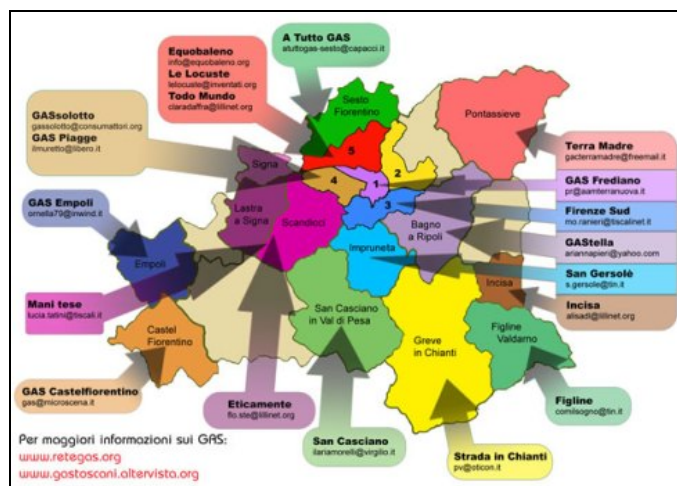 A Tutto GAS
atuttogas-sesto@capacci.it
Equobaleno
info@equobaleno.org
Le Locuste
lelocuste@inventati.org
Todo Mundo
ciaradaffra@lillinet.org
GASsolotto
gassolotto@consumattori.org
GAS Piagge
ilmuretto@libero.it
GAS Empoli
ornella79@inwind.it
Mani tese
lucia.tatini@tiscali.it
GAS Castelfiorentino
gas@microscena.it
Eticamente
flo.ste@lillinet.org
San Casciano
ilariamorelli@virgilio.it
Strada in Chianti
pv@oticon.it
Figline
comilsogno@tin.it
Incisa
alisadl@lillinet.org
San Gersolè
s.gersole@tin.it
GAStella
ariannapieri@yahoo.com
Firenze Sud
mo.ranieri@tiscalinet.it
GAS Frediano
pr@aamterranuova.it
Terra Madre
gacterramadre@freemail.it
Sesto
Fiorentino
Pontassieve
Signa
5
2
4
1
3
Lastra
a Signa
Scandicci
Bagno
a Ripoli
Impruneta
Empoli
Incisa
Castel
Fiorentino
San Casciano
in Val di Pesa
Greve
in Chianti
Figline
Valdarno
Per maggiori informazioni sui GAS:
www.retegas.org
www.gastoscani.altervista.org